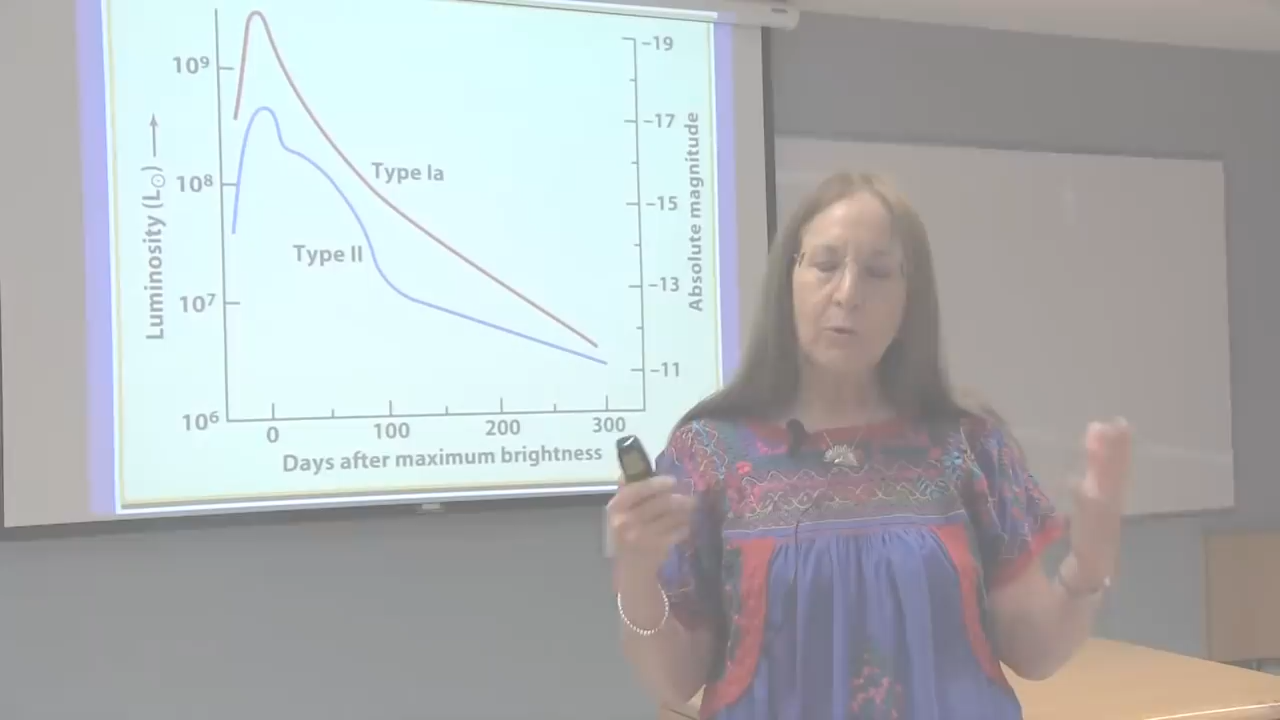 Luminosity (L☉) →
10⁹
10⁸
10⁷
10⁶
Type Ia
Type II
–19
–17
–15
–13
–11
Absolute magnitude
0 100 200 300
Days after maximum brightness